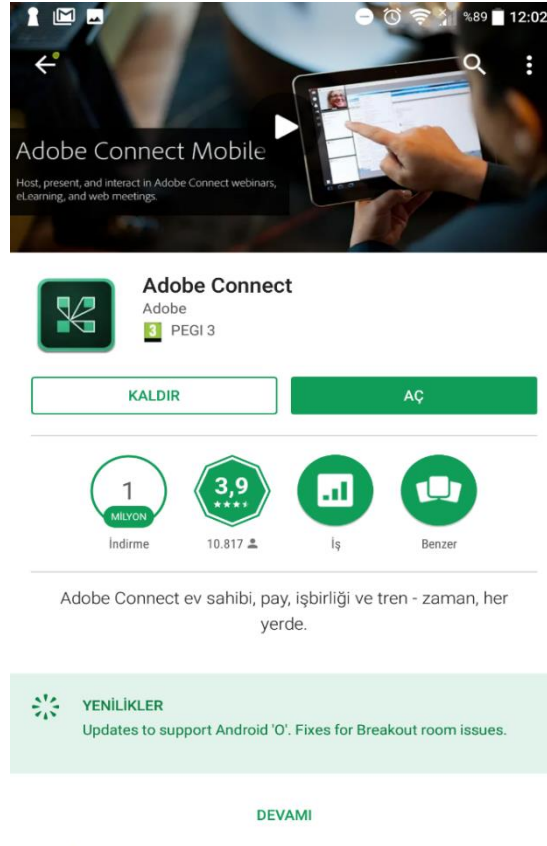 %89 12:02
Adobe Connect Mobile
Host, present, and interact in Adobe Connect webinars,
eLearning, and web meetings.
Adobe Connect
Adobe
3 PEGI 3
KALDIR AÇ
1 3,9
MİLYON
İndirme 10.817 İş Benzer
Adobe Connect ev sahibi, pay, işbirliği ve tren - zaman, her
yerde.
YENİLİKLER
Updates to support Android 'O'. Fixes for Breakout room issues.
DEVAMI